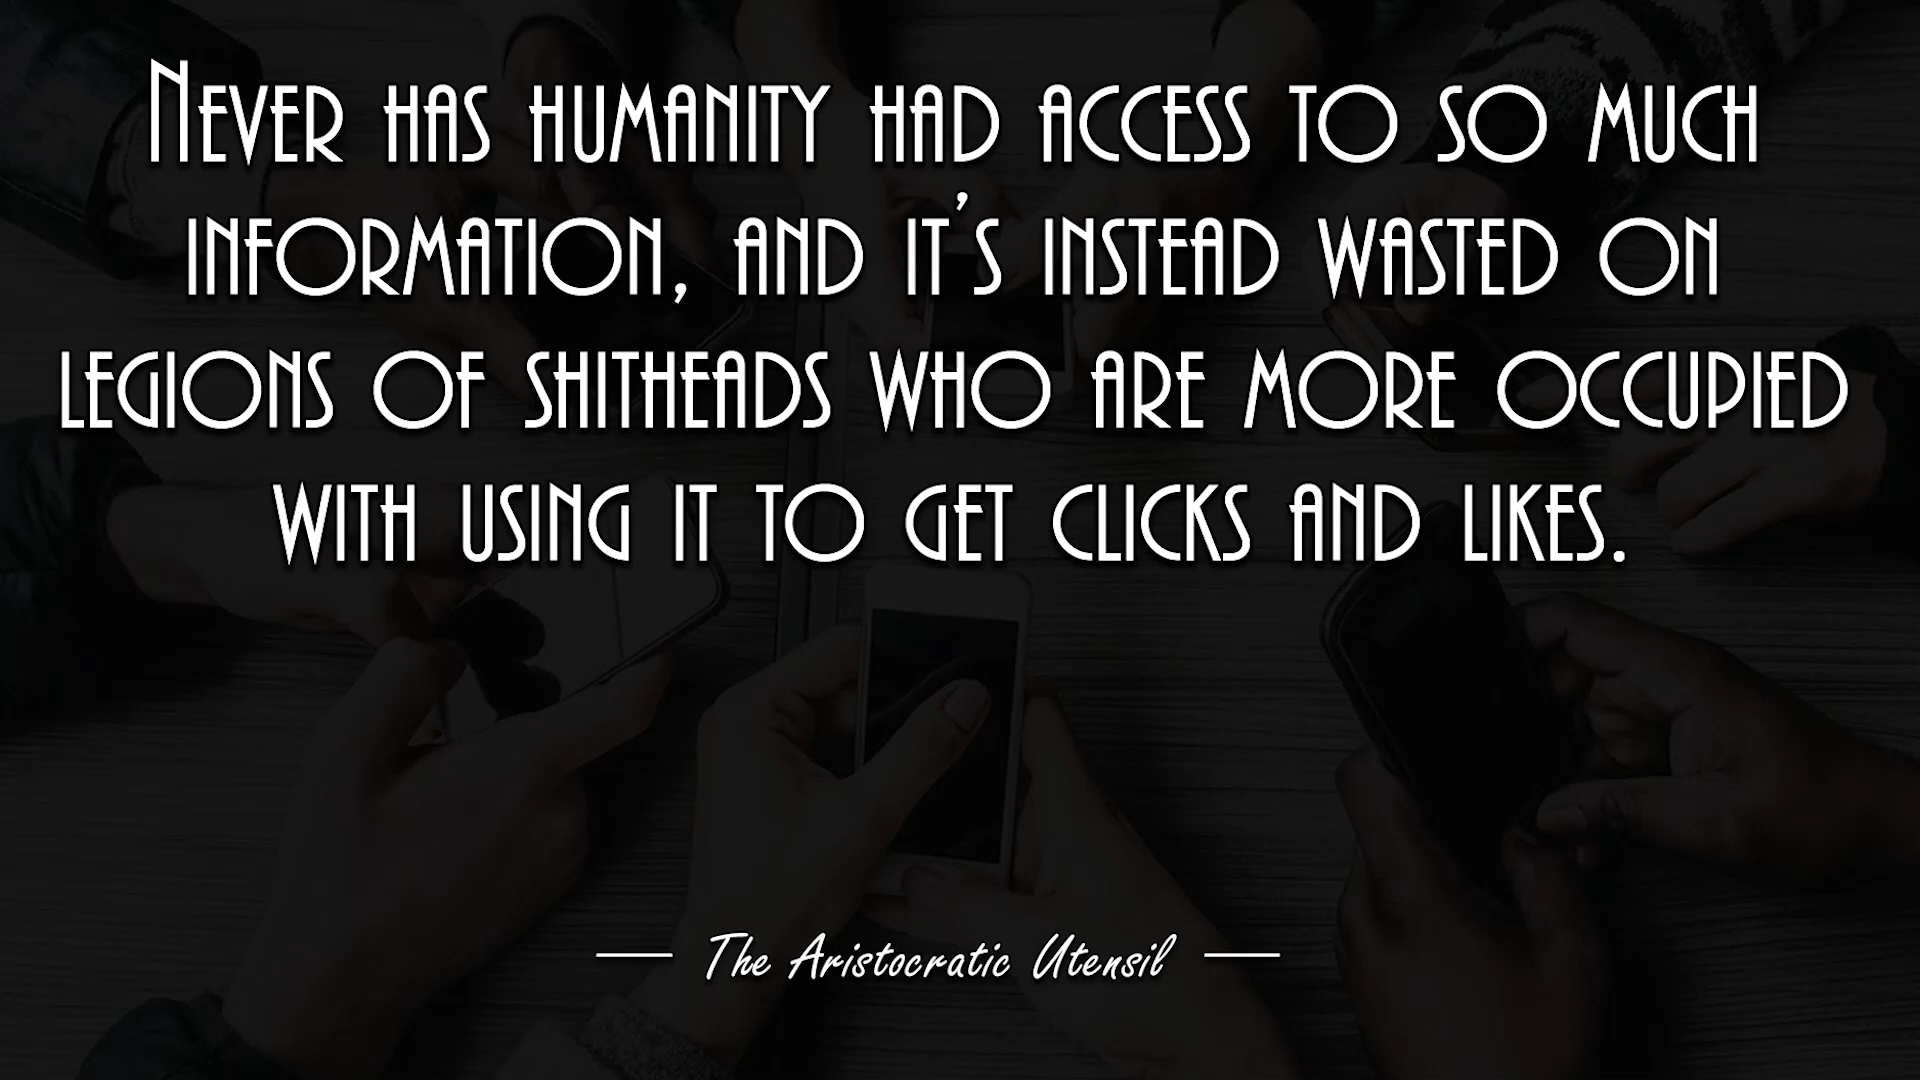 Never has humanity had access to so much
information, and it's instead wasted on
legions of shitheads who are more occupied
with using it to get clicks and likes.
The Aristocratic Utensil